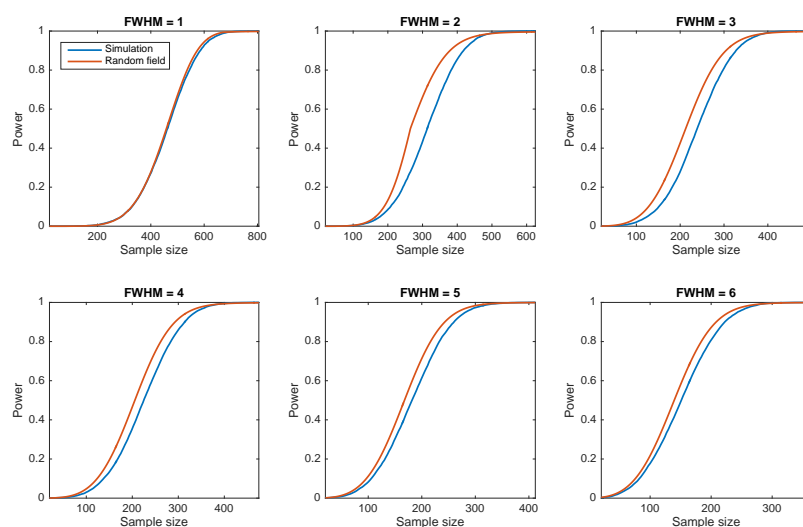 FWHM = 1
Simulation
Random field
Power
1
0.8
0.6
0.4
0.2
0
200 400 600 800
Sample size
FWHM = 2
Power
1
0.8
0.6
0.4
0.2
0
100 200 300 400 500 600
Sample size
FWHM = 3
Power
1
0.8
0.6
0.4
0.2
0
100 200 300 400
Sample size
FWHM = 4
Power
1
0.8
0.6
0.4
0.2
0
100 200 300 400
Sample size
FWHM = 5
Power
1
0.8
0.6
0.4
0.2
0
100 200 300 400
Sample size
FWHM = 6
Power
1
0.8
0.6
0.4
0.2
0
100 200 300
Sample size